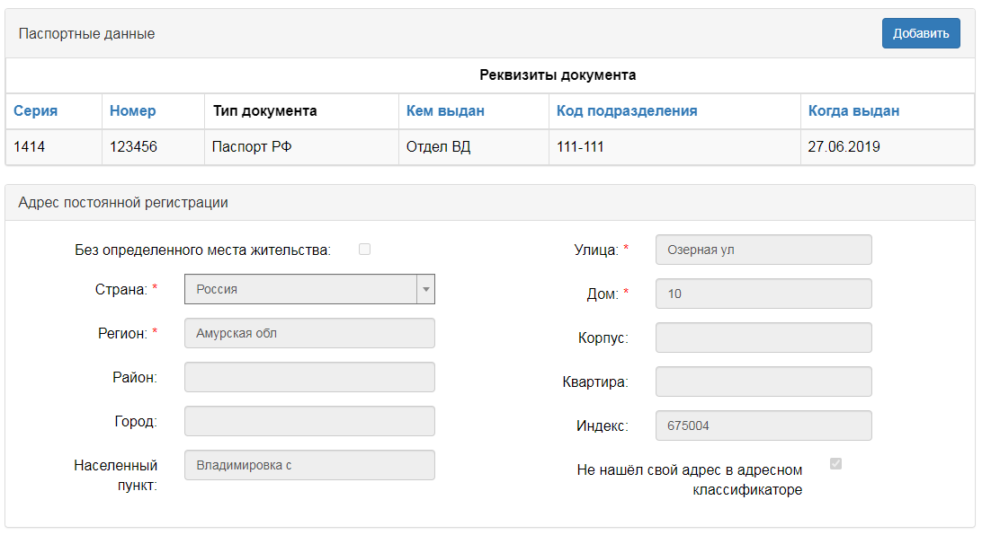 Паспортные данные
Добавить
Реквизиты документа
Серия Номер Тип документа Кем выдан Код подразделения Когда выдан
1414 123456 Паспорт РФ Отдел ВД 111-111 27.06.2019
Адрес постоянной регистрации
Без определенного места жительства:
Страна: * Россия
Регион: * Амурская обл
Район:
Город:
Населенный
пункт:
Владимировка с
Улица: * Озерная ул
Дом: * 10
Корпус:
Квартира:
Индекс: 675004
Не нашёл свой адрес в адресном
классификаторе